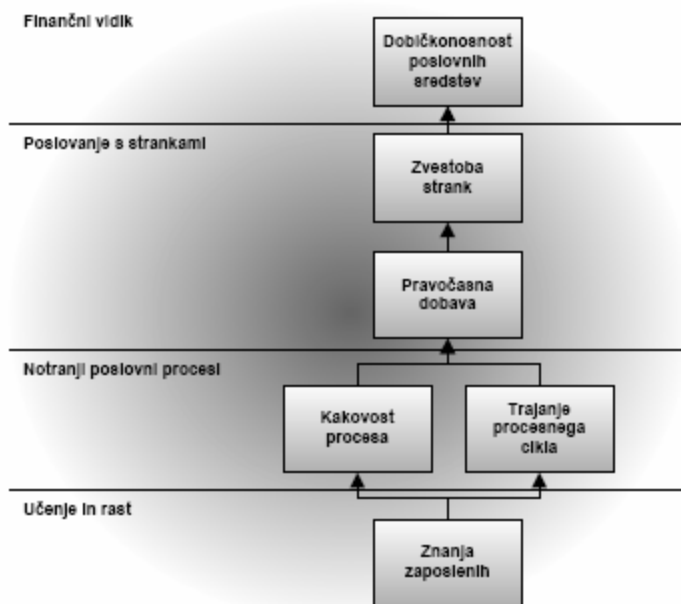 Finančni vidik
Dobičkonosnost
poslovnih
sredstev
Poslovanje s strankami
Zvestoba
strank
Pravočasna
dobava
Notranji poslovni procesi
Kakovost
procesa
Trajanje
procesnega
cikla
Učenje in rast
Znanja
zaposlenih